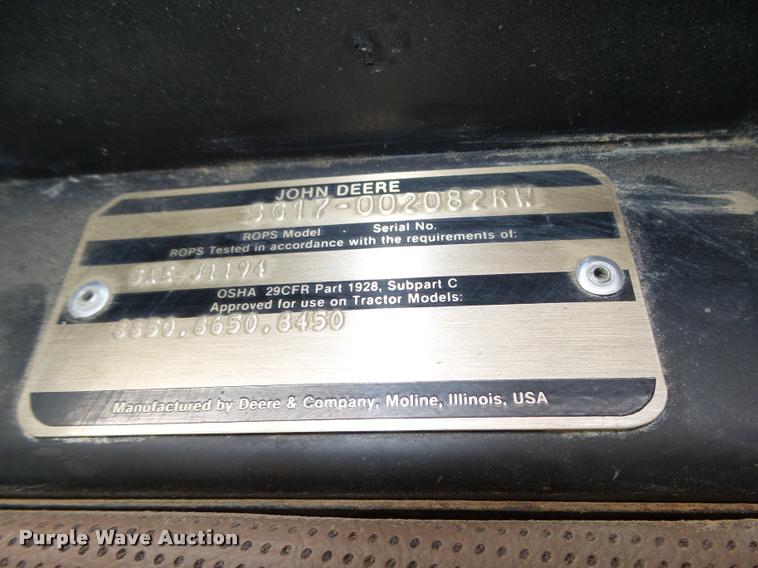 JOHN DEERE
SG17-002082RW
ROPS Model . Serial No.
ROPS Tested in accordance with the requirements of:
SAE-J1194
OSHA 29CFR Part 1928, Subpart C
Approved for use on Tractor Models:
8850,8650,8450
Manufactured by Deere & Company, Moline, Illinois, USA
Purple Wave Auction